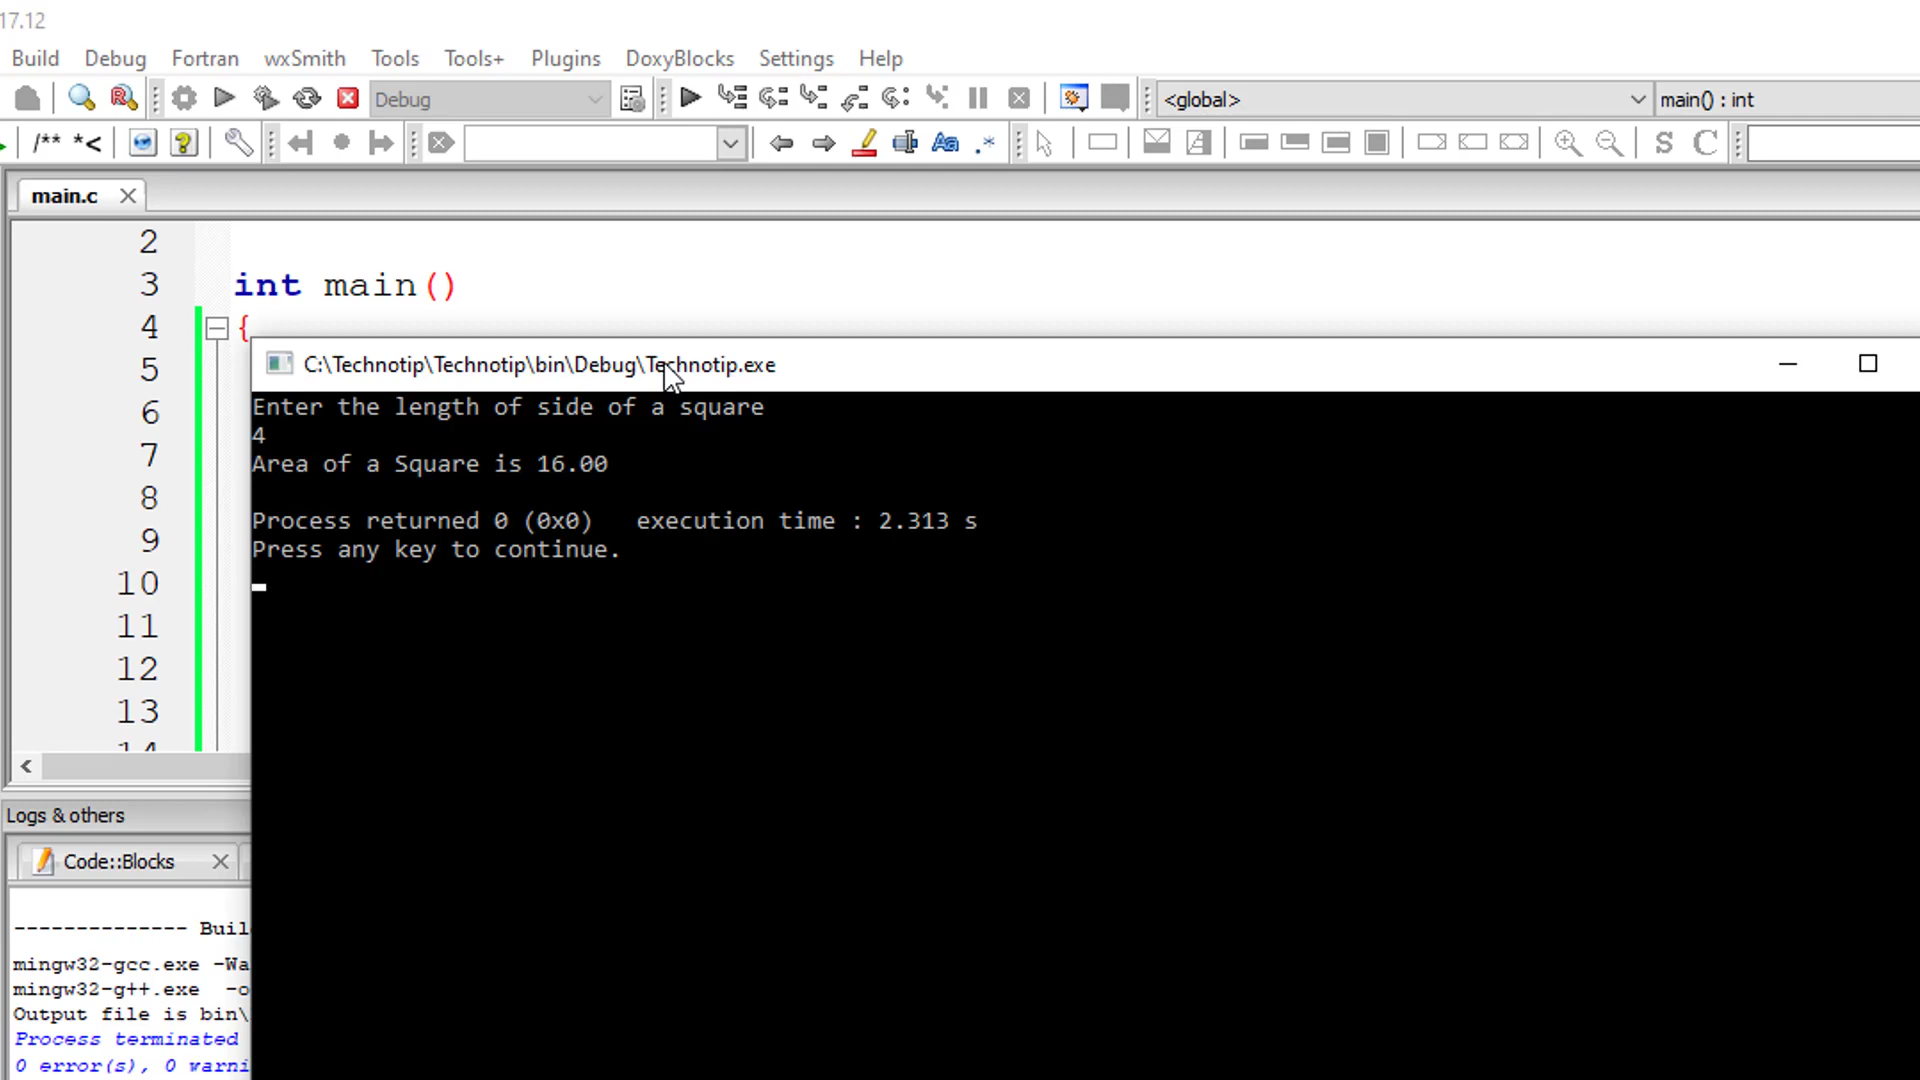 17.12
Build Debug Fortran wxSmith Tools Tools+ Plugins DoxyBlocks Settings Help
Debug <global> main() : int
/** *< Aa .* S C
main.c
2
3 int main()
4 {
5
6
7
8
9
10
11
12
13
14
C:\Technotip\Technotip\bin\Debug\Technotip.exe
Enter the length of side of a square
4
Area of a Square is 16.00
Process returned 0 (0x0) execution time : 2.313 s
Press any key to continue.
Logs & others
Code::Blocks
-------------- Buil
mingw32-gcc.exe -Wa
mingw32-g++.exe -o
Output file is bin\
Process terminated
0 error(s), 0 warni